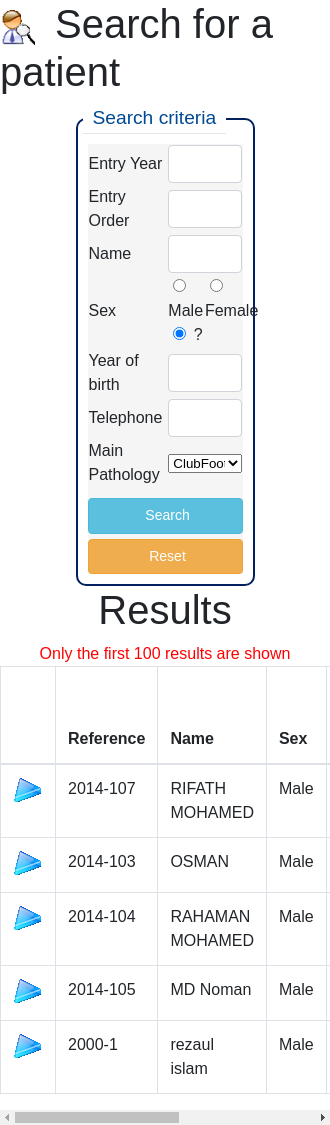 Search for a
patient
Search criteria
Entry Year
Entry
Order
Name
Sex
Male Female
?
Year of
birth
Telephone
Main
Pathology
Search
Reset
Results
Only the first 100 results are shown
Reference Name Sex
2014-107 RIFATH Male
MOHAMED
2014-103 OSMAN Male
2014-104 RAHAMAN Male
MOHAMED
2014-105 MD Noman Male
2000-1 rezaul Male
islam